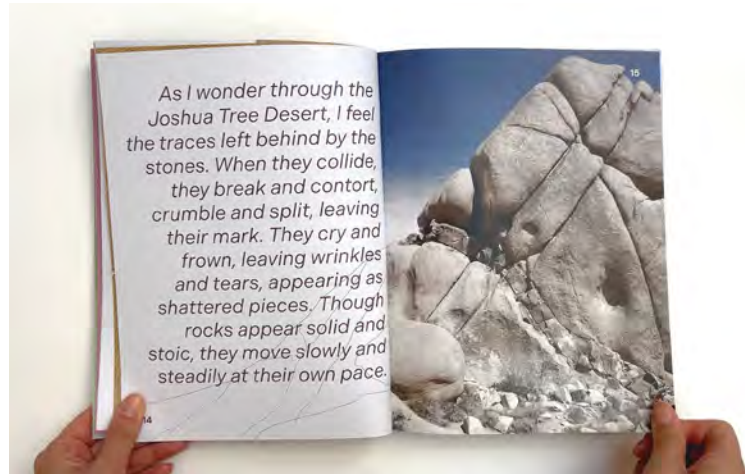 As I wonder through the
Joshua Tree Desert, I feel
the traces left behind by the
stones. When they collide,
they break and contort,
crumble and split, leaving
their mark. They cry and
frown, leaving wrinkles
and tears, appearing as
shattered pieces. Though
rocks appear solid and
stoic, they move slowly and
steadily at their own pace.
14
15